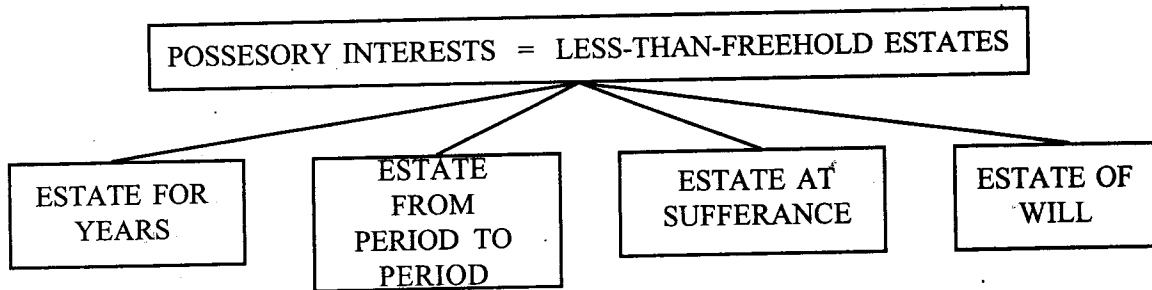 POSSESORY INTERESTS = LESS-THAN-FREEHOLD ESTATES
ESTATE FOR
YEARS
ESTATE
FROM
PERIOD TO
PERIOD
ESTATE AT
SUFFERANCE
ESTATE OF
WILL